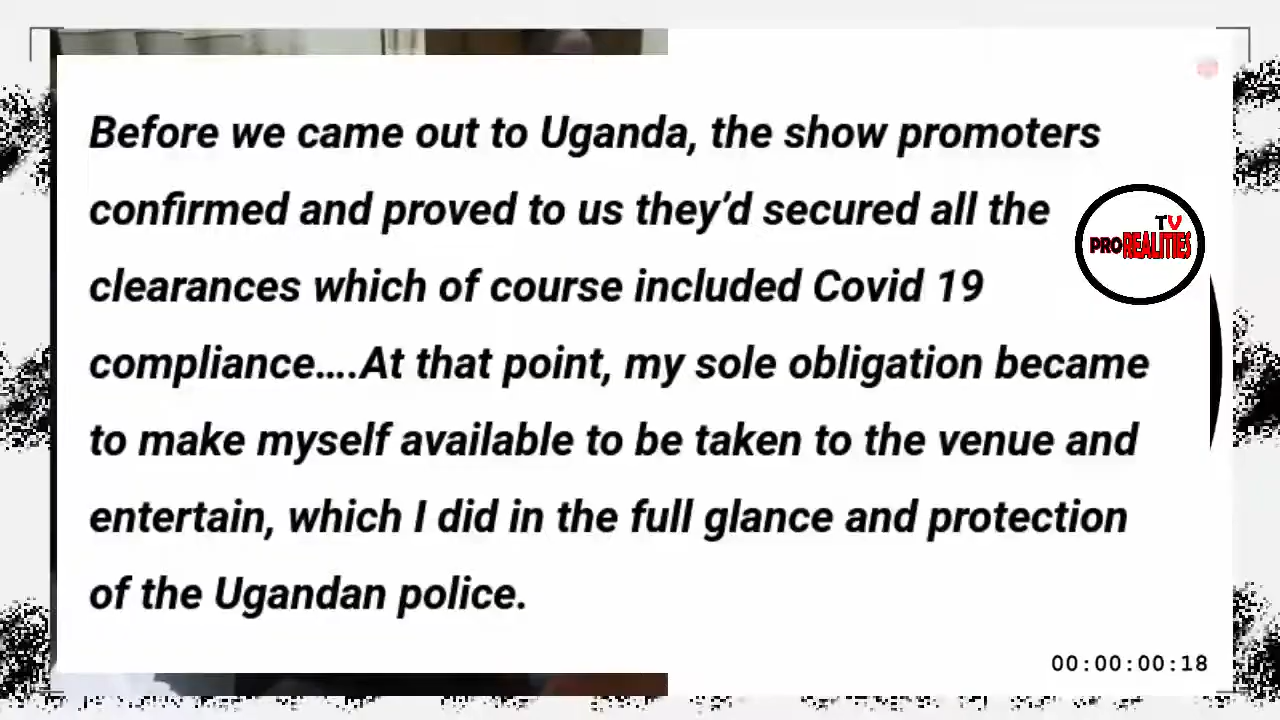 Before we came out to Uganda, the show promoters
confirmed and proved to us they’d secured all the
clearances which of course included Covid 19
compliance....At that point, my sole obligation became
to make myself available to be taken to the venue and
entertain, which I did in the full glance and protection
of the Ugandan police.
TV
PROREALITIES
00:00:00:18